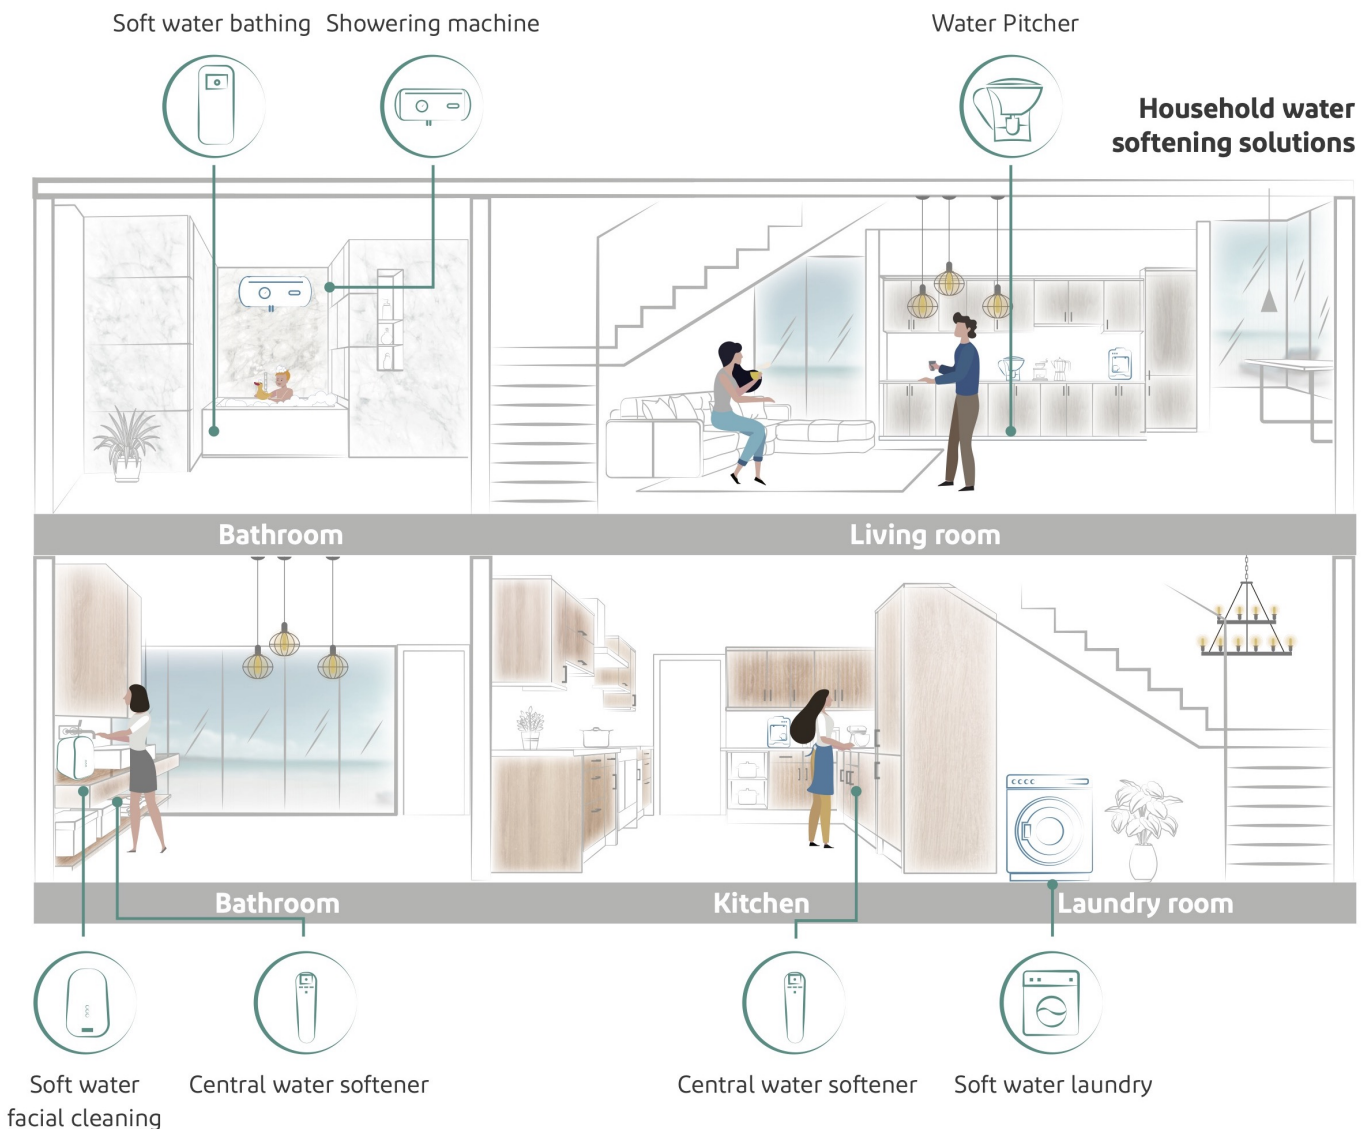 Soft water bathing
Showering machine
Water Pitcher
Household water
softening solutions
Bathroom
Living room
Bathroom
Kitchen
Laundry room
Soft water
facial cleaning
Central water softener
Central water softener
Soft water laundry